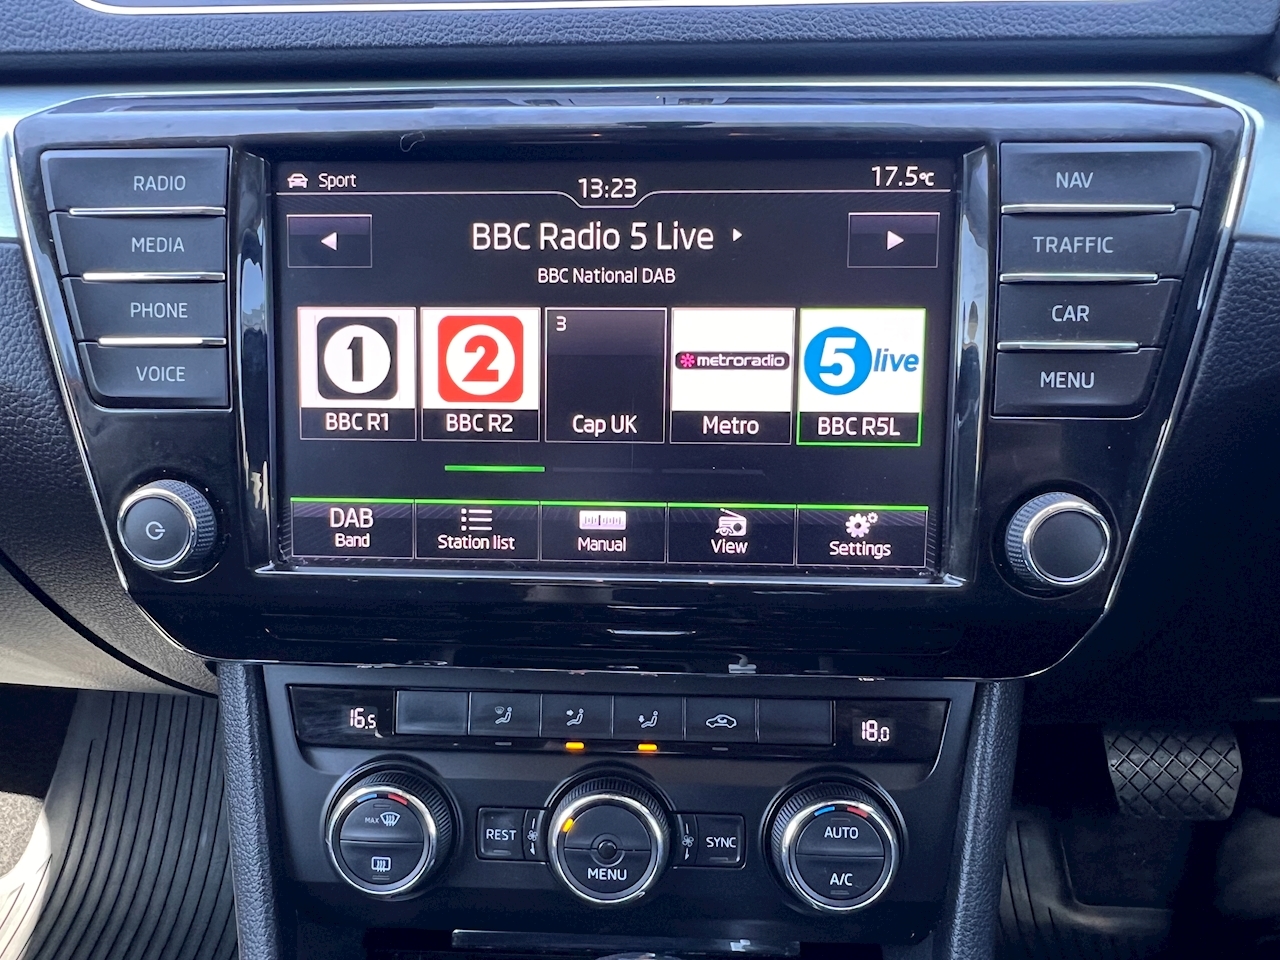 Sport
13:23
17.5°C
BBC Radio 5 Live
BBC National DAB
RADIO
MEDIA
PHONE
VOICE
NAV
TRAFFIC
CAR
MENU
1
BBC R1
2
BBC R2
3
Cap UK
metroradio
Metro
5 live
BBC R5L
DAB
Band
Station list
Manual
View
Settings
16.5
18.0
MAX
REST
MENU
SYNC
AUTO
A/C